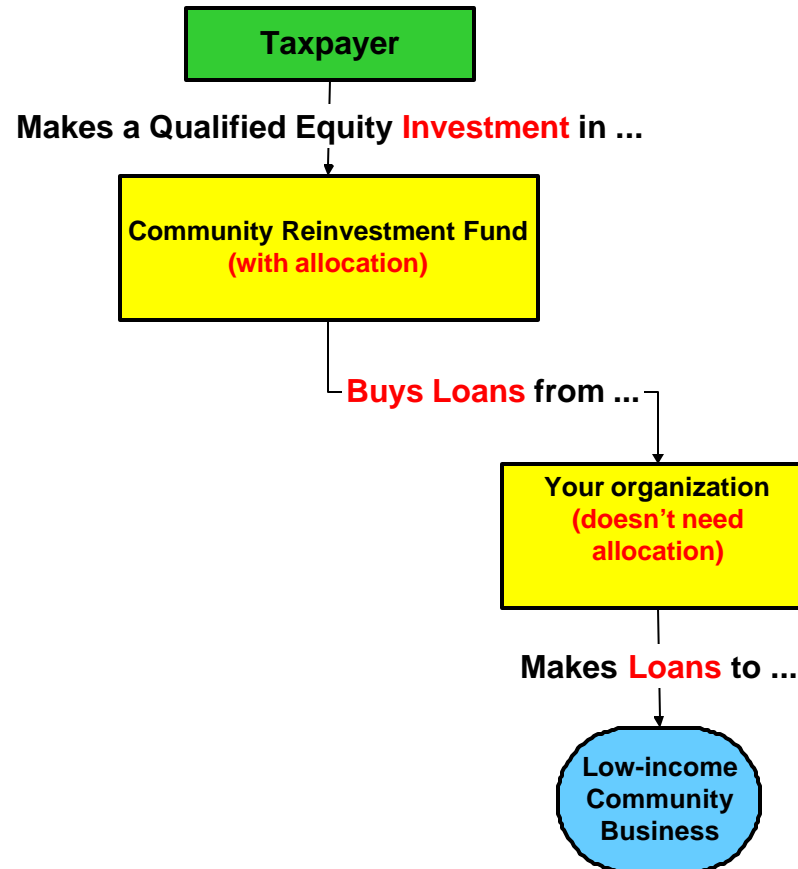 Taxpayer
Makes a Qualified Equity Investment in ...
Community Reinvestment Fund
(with allocation)
Buys Loans from ...
Your organization
(doesn’t need
allocation)
Makes Loans to ...
Low-income
Community
Business